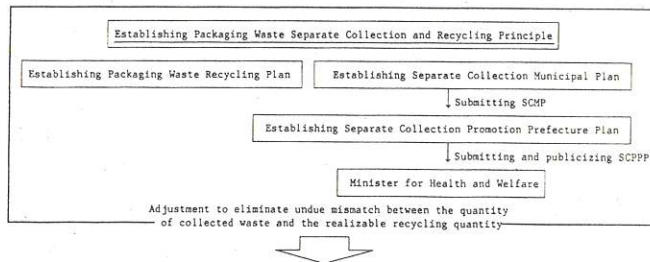 Establishing Packaging Waste Separate Collection and Recycling Principle
Establishing Packaging Waste Recycling Plan
Establishing Separate Collection Municipal Plan
Submitting SCMP
Establishing Separate Collection Promotion Prefecture Plan
Submitting and publicizing SCPPP
Minister for Health and Welfare
Adjustment to eliminate undue mismatch between the quantity
of collected waste and the realizable recycling quantity